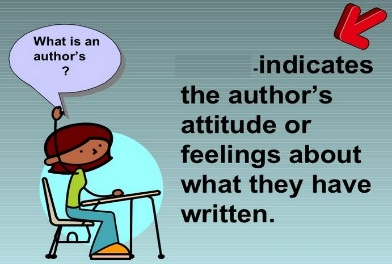 What is an
author's
?
-indicates
the author's
attitude or
feelings about
what they have
written.